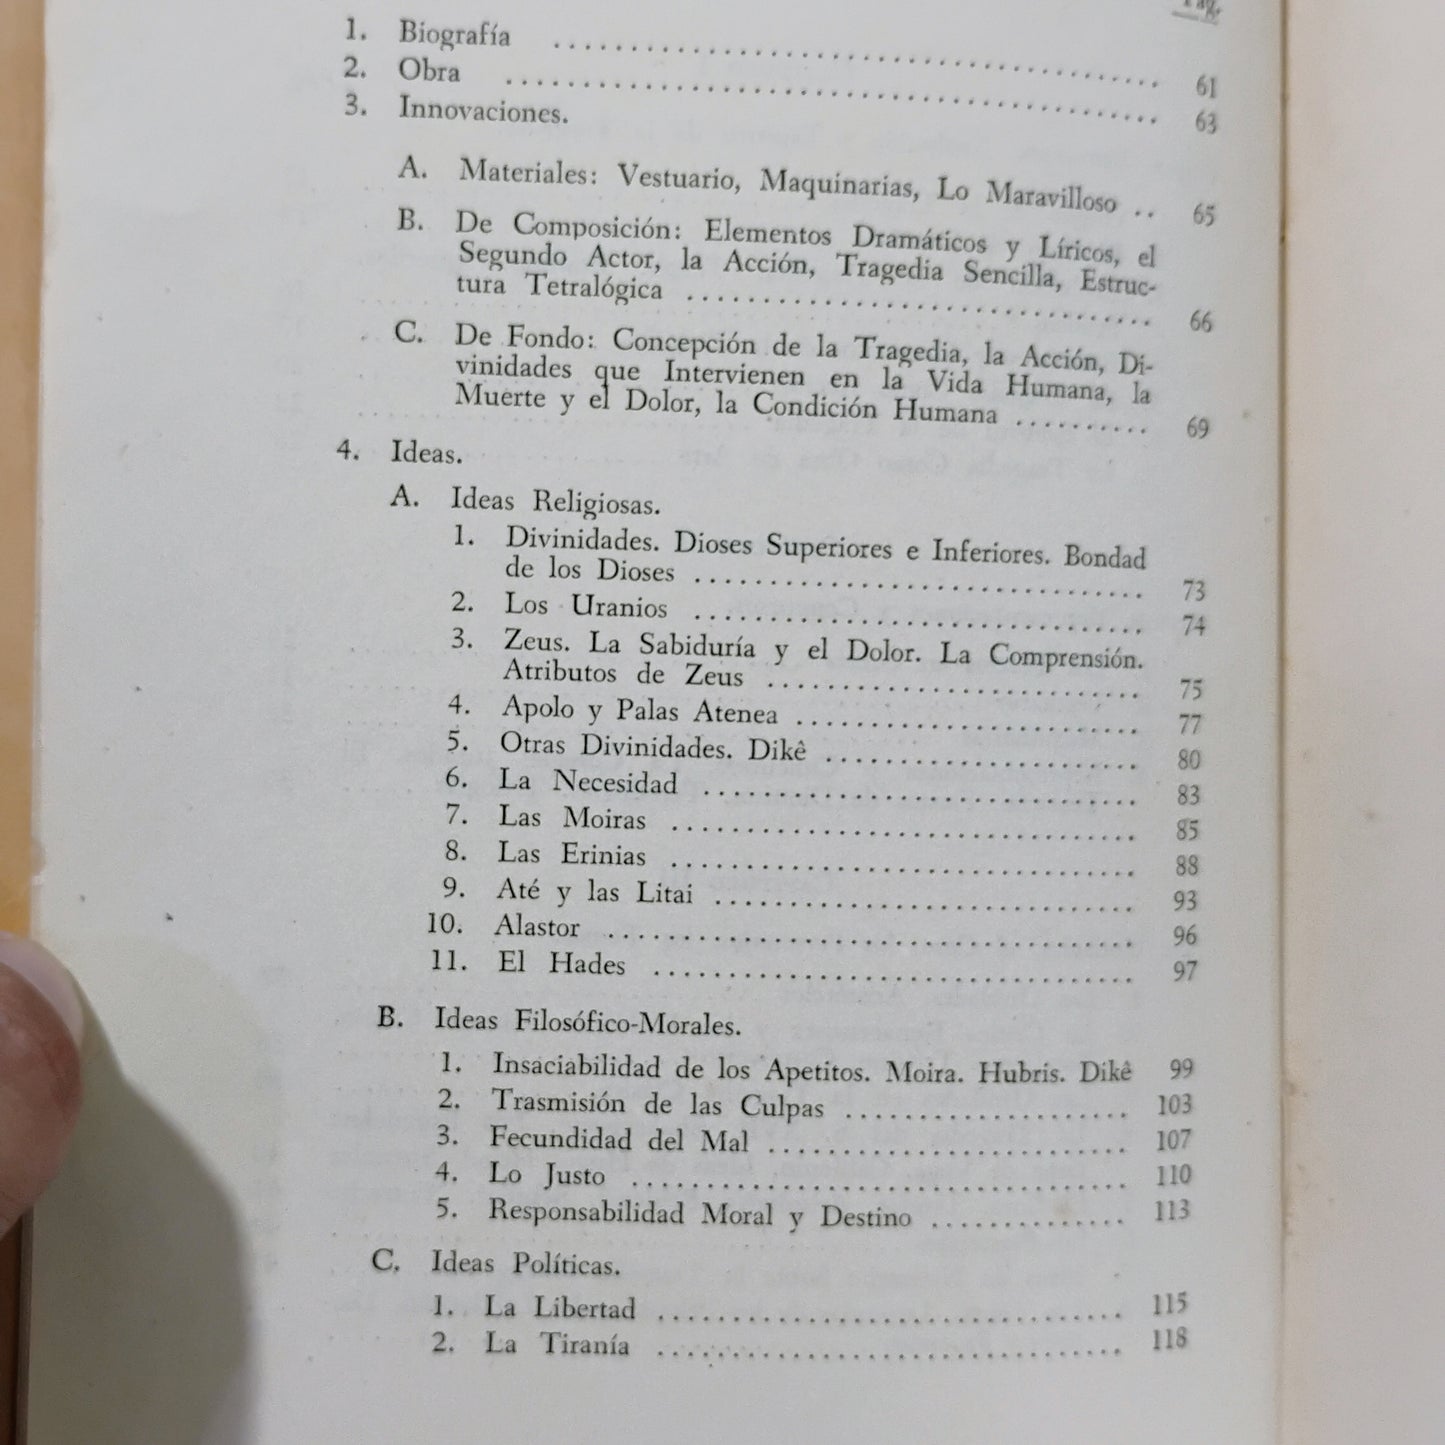 Pág.
1. Biografía .......... 61
2. Obra .......... 63
3. Innovaciones.
A. Materiales: Vestuario, Maquinarias, Lo Maravilloso .. 65
B. De Composición: Elementos Dramáticos y Líricos, el
Segundo Actor, la Acción, Tragedia Sencilla, Estruc-
tura Tetralógica .......... 66
C. De Fondo: Concepción de la Tragedia, la Acción, Di-
vinidades que Intervienen en la Vida Humana, la
Muerte y el Dolor, la Condición Humana .......... 69
4. Ideas.
A. Ideas Religiosas.
1. Divinidades. Dioses Superiores e Inferiores. Bondad
de los Dioses .......... 73
2. Los Uranios .......... 74
3. Zeus. La Sabiduría y el Dolor. La Comprensión.
Atributos de Zeus .......... 75
4. Apolo y Palas Atenea .......... 77
5. Otras Divinidades. Dikê .......... 80
6. La Necesidad .......... 83
7. Las Moiras .......... 85
8. Las Erinias .......... 88
9. Até y las Litai .......... 93
10. Alastor .......... 96
11. El Hades .......... 97
B. Ideas Filosófico-Morales.
1. Insaciabilidad de los Apetitos. Moira. Hubris. Dikê 99
2. Trasmisión de las Culpas .......... 103
3. Fecundidad del Mal .......... 107
4. Lo Justo .......... 110
5. Responsabilidad Moral y Destino .......... 113
C. Ideas Políticas.
1. La Libertad .......... 115
2. La Tiranía .......... 118